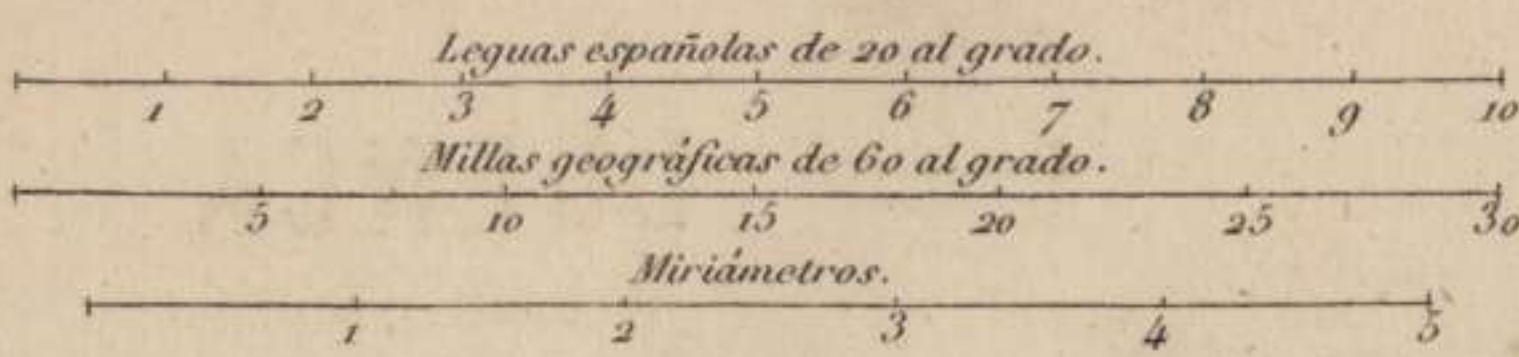 Leguas españolas de 20 al grado.
1 2 3 4 5 6 7 8 9 10
Millas geográficas de 60 al grado.
5 10 15 20 25 30
Miriámetros.
1 2 3 4 5